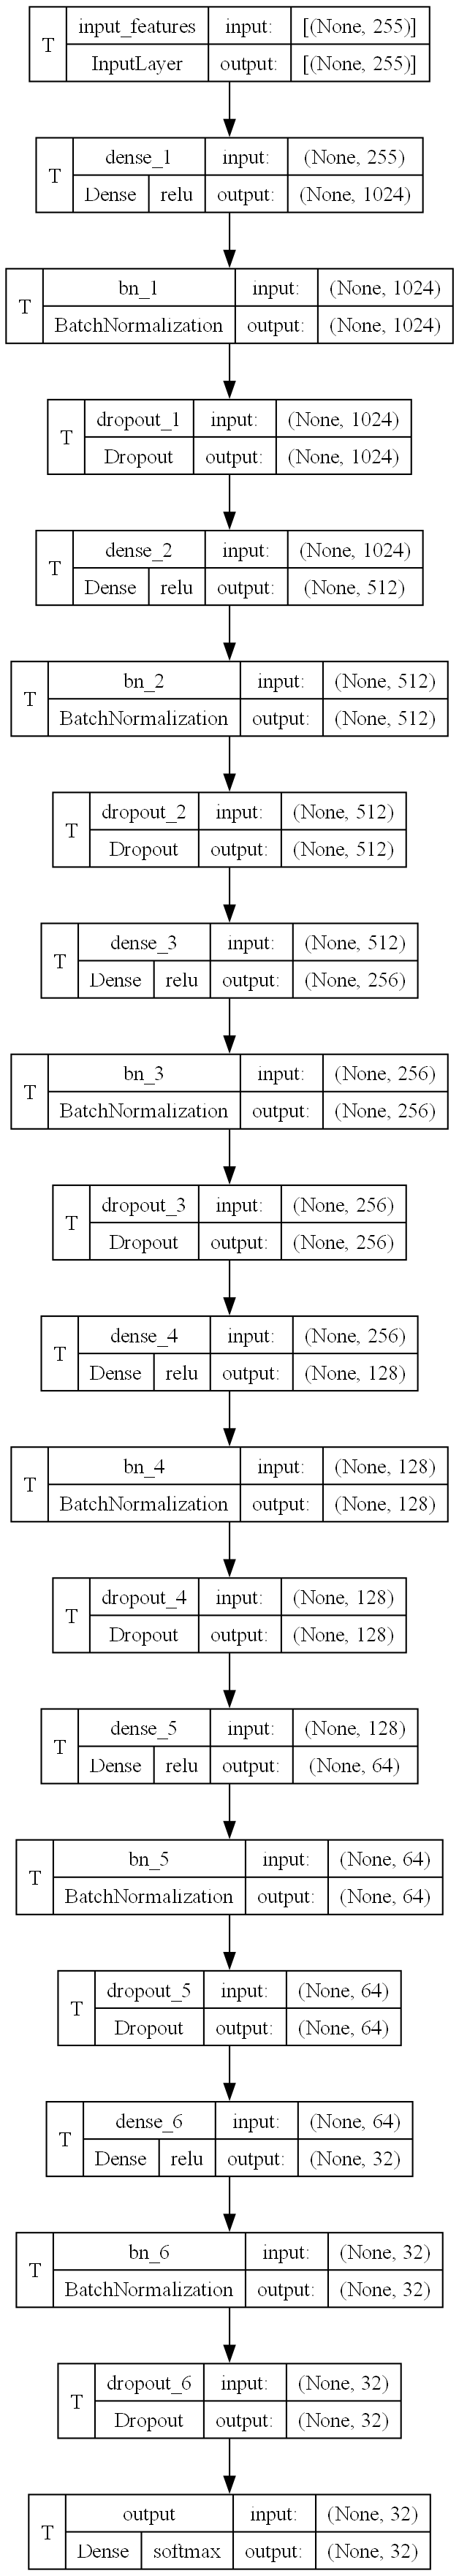 T input_features input: [(None, 255)]
InputLayer output: [(None, 255)]
T dense_1 input: (None, 255)
Dense relu output: (None, 1024)
T bn_1 input: (None, 1024)
BatchNormalization output: (None, 1024)
T dropout_1 input: (None, 1024)
Dropout output: (None, 1024)
T dense_2 input: (None, 1024)
Dense relu output: (None, 512)
T bn_2 input: (None, 512)
BatchNormalization output: (None, 512)
T dropout_2 input: (None, 512)
Dropout output: (None, 512)
T dense_3 input: (None, 512)
Dense relu output: (None, 256)
T bn_3 input: (None, 256)
BatchNormalization output: (None, 256)
T dropout_3 input: (None, 256)
Dropout output: (None, 256)
T dense_4 input: (None, 256)
Dense relu output: (None, 128)
T bn_4 input: (None, 128)
BatchNormalization output: (None, 128)
T dropout_4 input: (None, 128)
Dropout output: (None, 128)
T dense_5 input: (None, 128)
Dense relu output: (None, 64)
T bn_5 input: (None, 64)
BatchNormalization output: (None, 64)
T dropout_5 input: (None, 64)
Dropout output: (None, 64)
T dense_6 input: (None, 64)
Dense relu output: (None, 32)
T bn_6 input: (None, 32)
BatchNormalization output: (None, 32)
T dropout_6 input: (None, 32)
Dropout output: (None, 32)
T output input: (None, 32)
Dense softmax output: (None, 32)